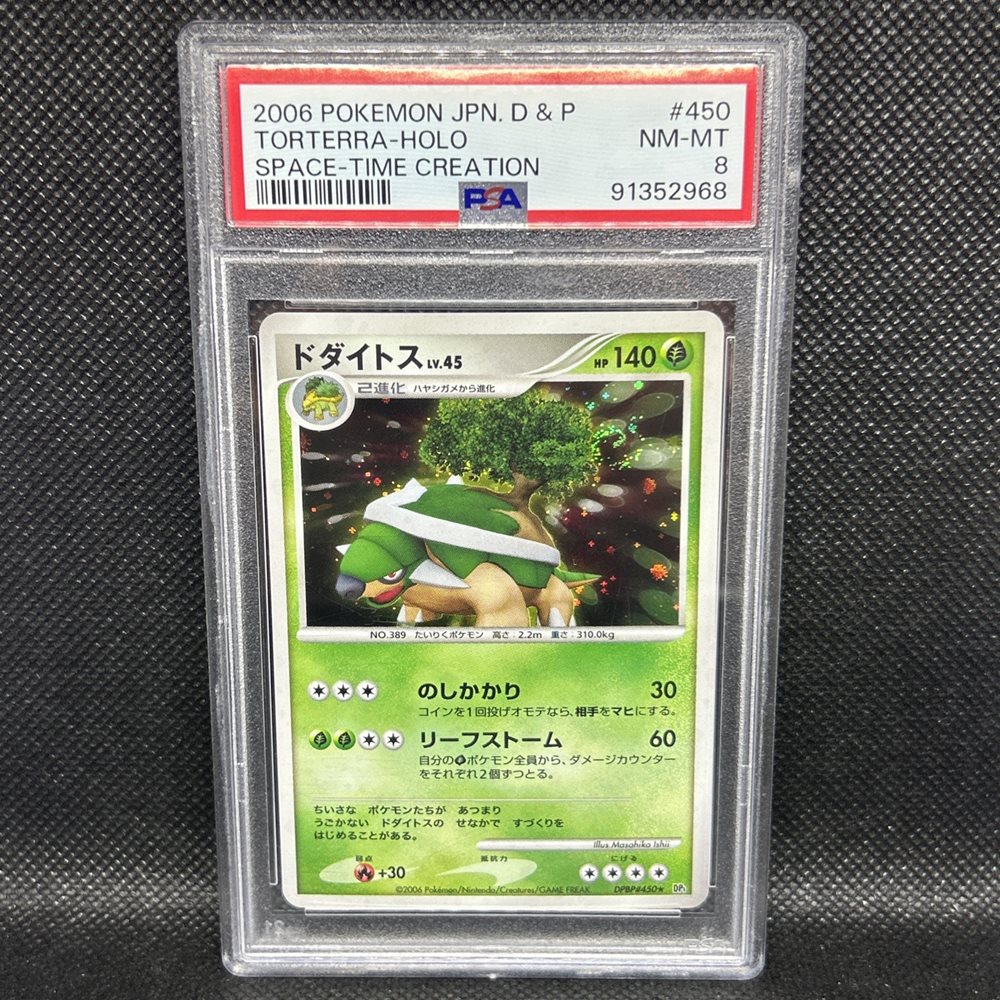 2006 POKEMON JPN. D & P #450
TORTERRA-HOLO NM-MT
SPACE-TIME CREATION 8
PSA 91352968
ドダイトス LV.45 HP 140
2進化 ハヤシガメから進化
NO.389 たいりくポケモン 高さ:2.2m 重さ:310.0kg
のしかかり 30
コインを1回投げオモテなら、相手をマヒにする。
リーフストーム 60
自分のポケモン全員から、ダメージカウンター
をそれぞれ2個ずつとる。
ちいさな ポケモンたちが あつまり
うごかない ドダイトスの せなかで すづくりを
はじめることがある。
Illus.Masahiko Ishii
弱点 抵抗力 にげる
+30
©2006 Pokémon/Nintendo/Creatures/GAME FREAK. DPBP#450★ DP1